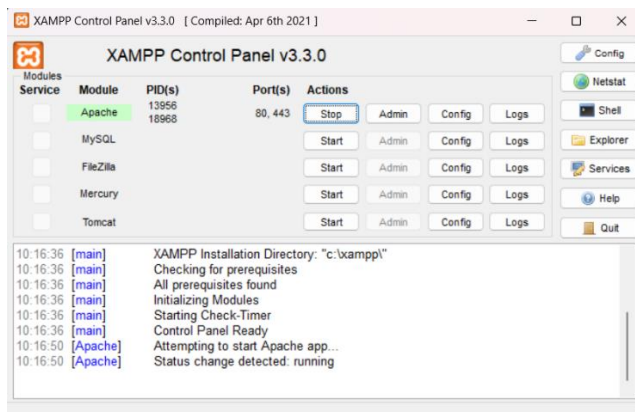 XAMPP Control Panel v3.3.0 [ Compiled: Apr 6th 2021 ]
XAMPP Control Panel v3.3.0
Config
Modules
Service Module PID(s) Port(s) Actions
Netstat
Apache 13956 18968 80, 443 Stop Admin Config Logs
Shell
MySQL Start Admin Config Logs
Explorer
FileZilla Start Admin Config Logs
Services
Mercury Start Admin Config Logs
Help
Tomcat Start Admin Config Logs
Quit
10:16:36 [main] XAMPP Installation Directory: "c:\xampp\"
10:16:36 [main] Checking for prerequisites
10:16:36 [main] All prerequisites found
10:16:36 [main] Initializing Modules
10:16:36 [main] Starting Check-Timer
10:16:36 [main] Control Panel Ready
10:16:50 [Apache] Attempting to start Apache app...
10:16:50 [Apache] Status change detected: running